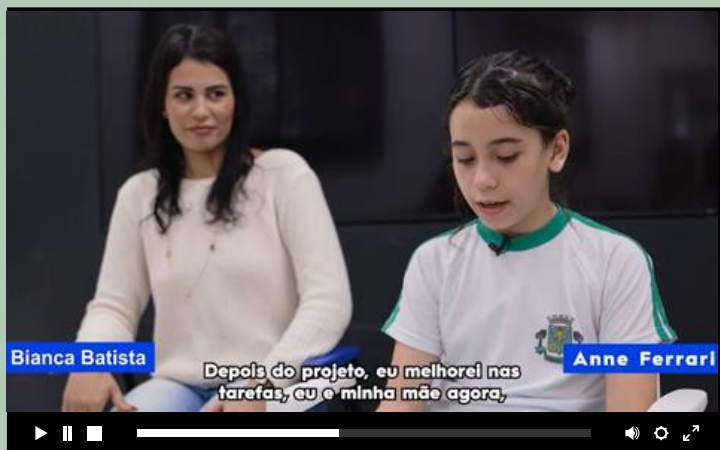 Bianca Batista
Anne Ferrari
Depois do projeto, eu melhorei nas
tarefas, eu e minha mãe agora,